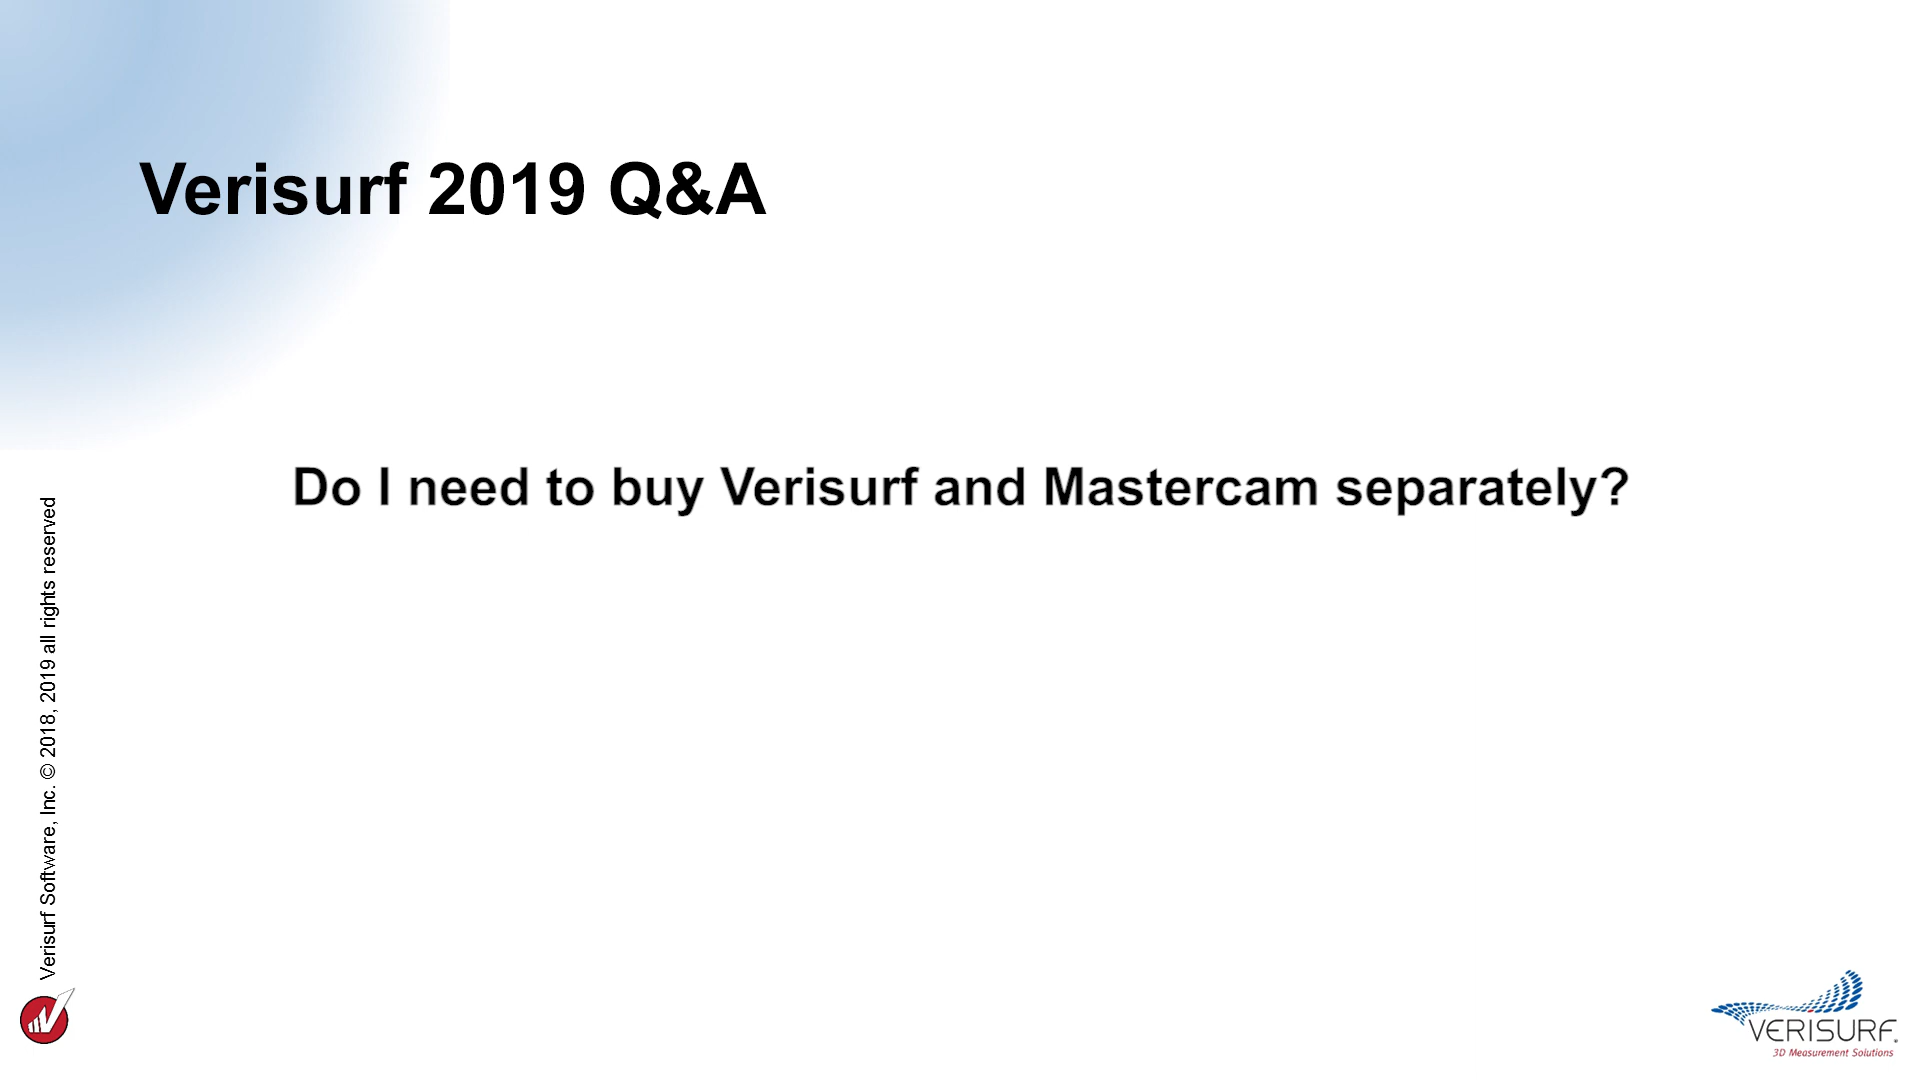 Verisurf 2019 Q&A
Do I need to buy Verisurf and Mastercam separately?
Verisurf Software, Inc. © 2018, 2019 all rights reserved
VERISURF®
3D Measurement Solutions